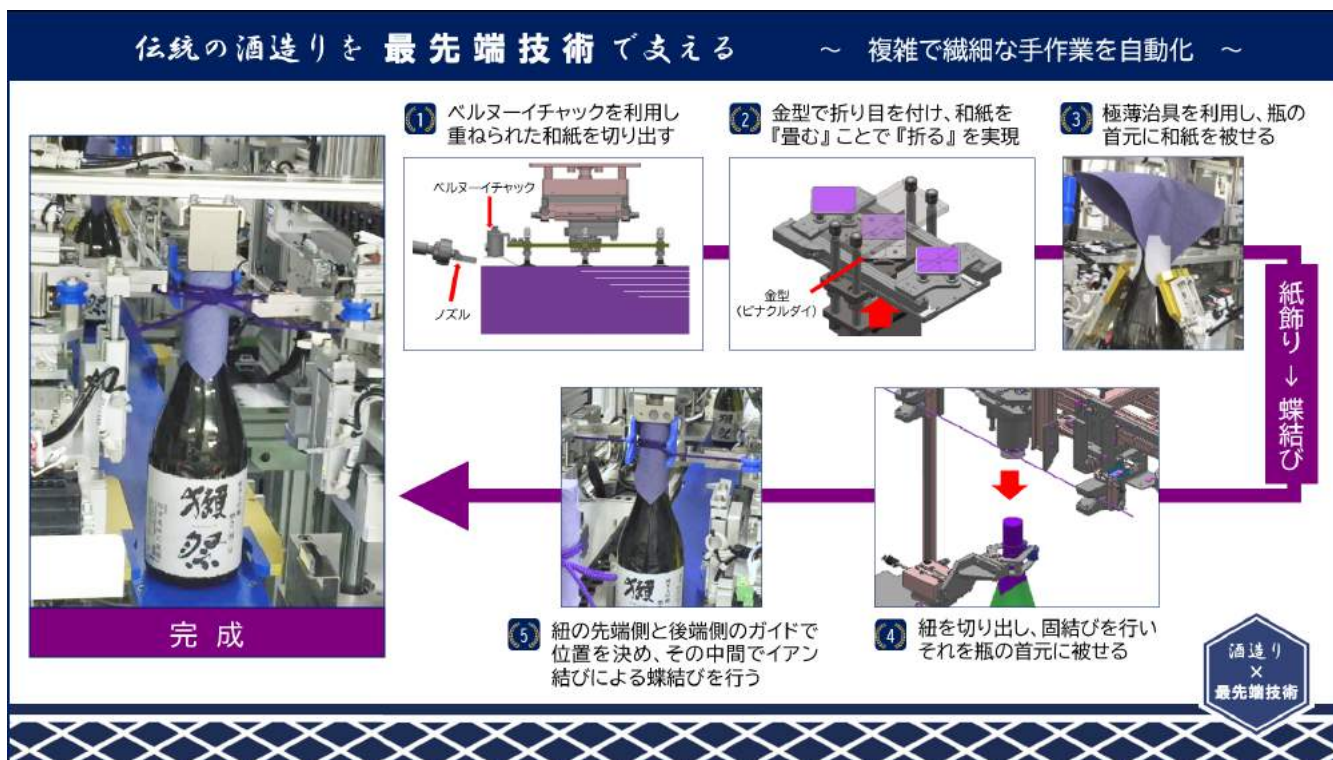 伝統の酒造りを 最先端技術 で支える ～ 複雑で繊細な手作業を自動化 ～
1 ベルヌーイチャックを利用し
重ねられた和紙を切り出す
ベルヌーイチャック
ノズル
2 金型で折り目を付け、和紙を
『畳む』ことで『折る』を実現
金型
(ピナクルダイ)
3 極薄治具を利用し、瓶の
首元に和紙を被せる
紙飾り→蝶結び
4 紐を切り出し、固結びを行い
それを瓶の首元に被せる
5 紐の先端側と後端側のガイドで
位置を決め、その中間でイアン
結びによる蝶結びを行う
獺祭
獺
祭
完成
酒造り
×
最先端技術